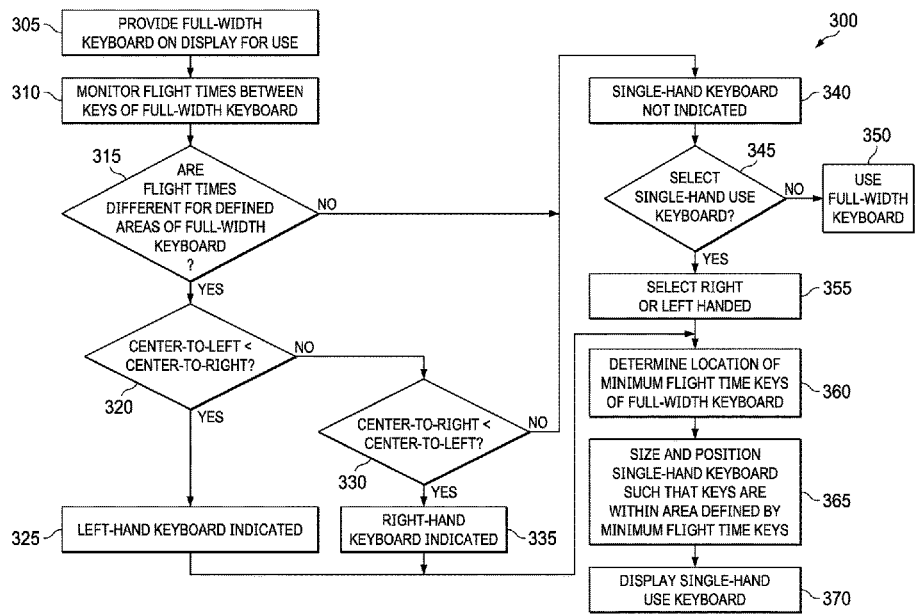 305
PROVIDE FULL-WIDTH
KEYBOARD ON DISPLAY FOR USE
310
MONITOR FLIGHT TIMES BETWEEN
KEYS OF FULL-WIDTH KEYBOARD
315
ARE
FLIGHT TIMES
DIFFERENT FOR DEFINED
AREAS OF FULL-WIDTH
KEYBOARD
?
NO
YES
CENTER-TO-LEFT <
CENTER-TO-RIGHT?
NO
320
YES
CENTER-TO-RIGHT <
CENTER-TO-LEFT?
NO
330
YES
325
LEFT-HAND KEYBOARD INDICATED
RIGHT-HAND
KEYBOARD INDICATED
335
300
SINGLE-HAND KEYBOARD
NOT INDICATED
340
345
SELECT
SINGLE-HAND USE
KEYBOARD?
NO
350
USE
FULL-WIDTH
KEYBOARD
YES
SELECT RIGHT
OR LEFT HANDED
355
DETERMINE LOCATION OF
MINIMUM FLIGHT TIME KEYS
OF FULL-WIDTH KEYBOARD
360
SIZE AND POSITION
SINGLE-HAND KEYBOARD
SUCH THAT KEYS ARE
WITHIN AREA DEFINED BY
MINIMUM FLIGHT TIME KEYS
365
DISPLAY SINGLE-HAND
USE KEYBOARD
370